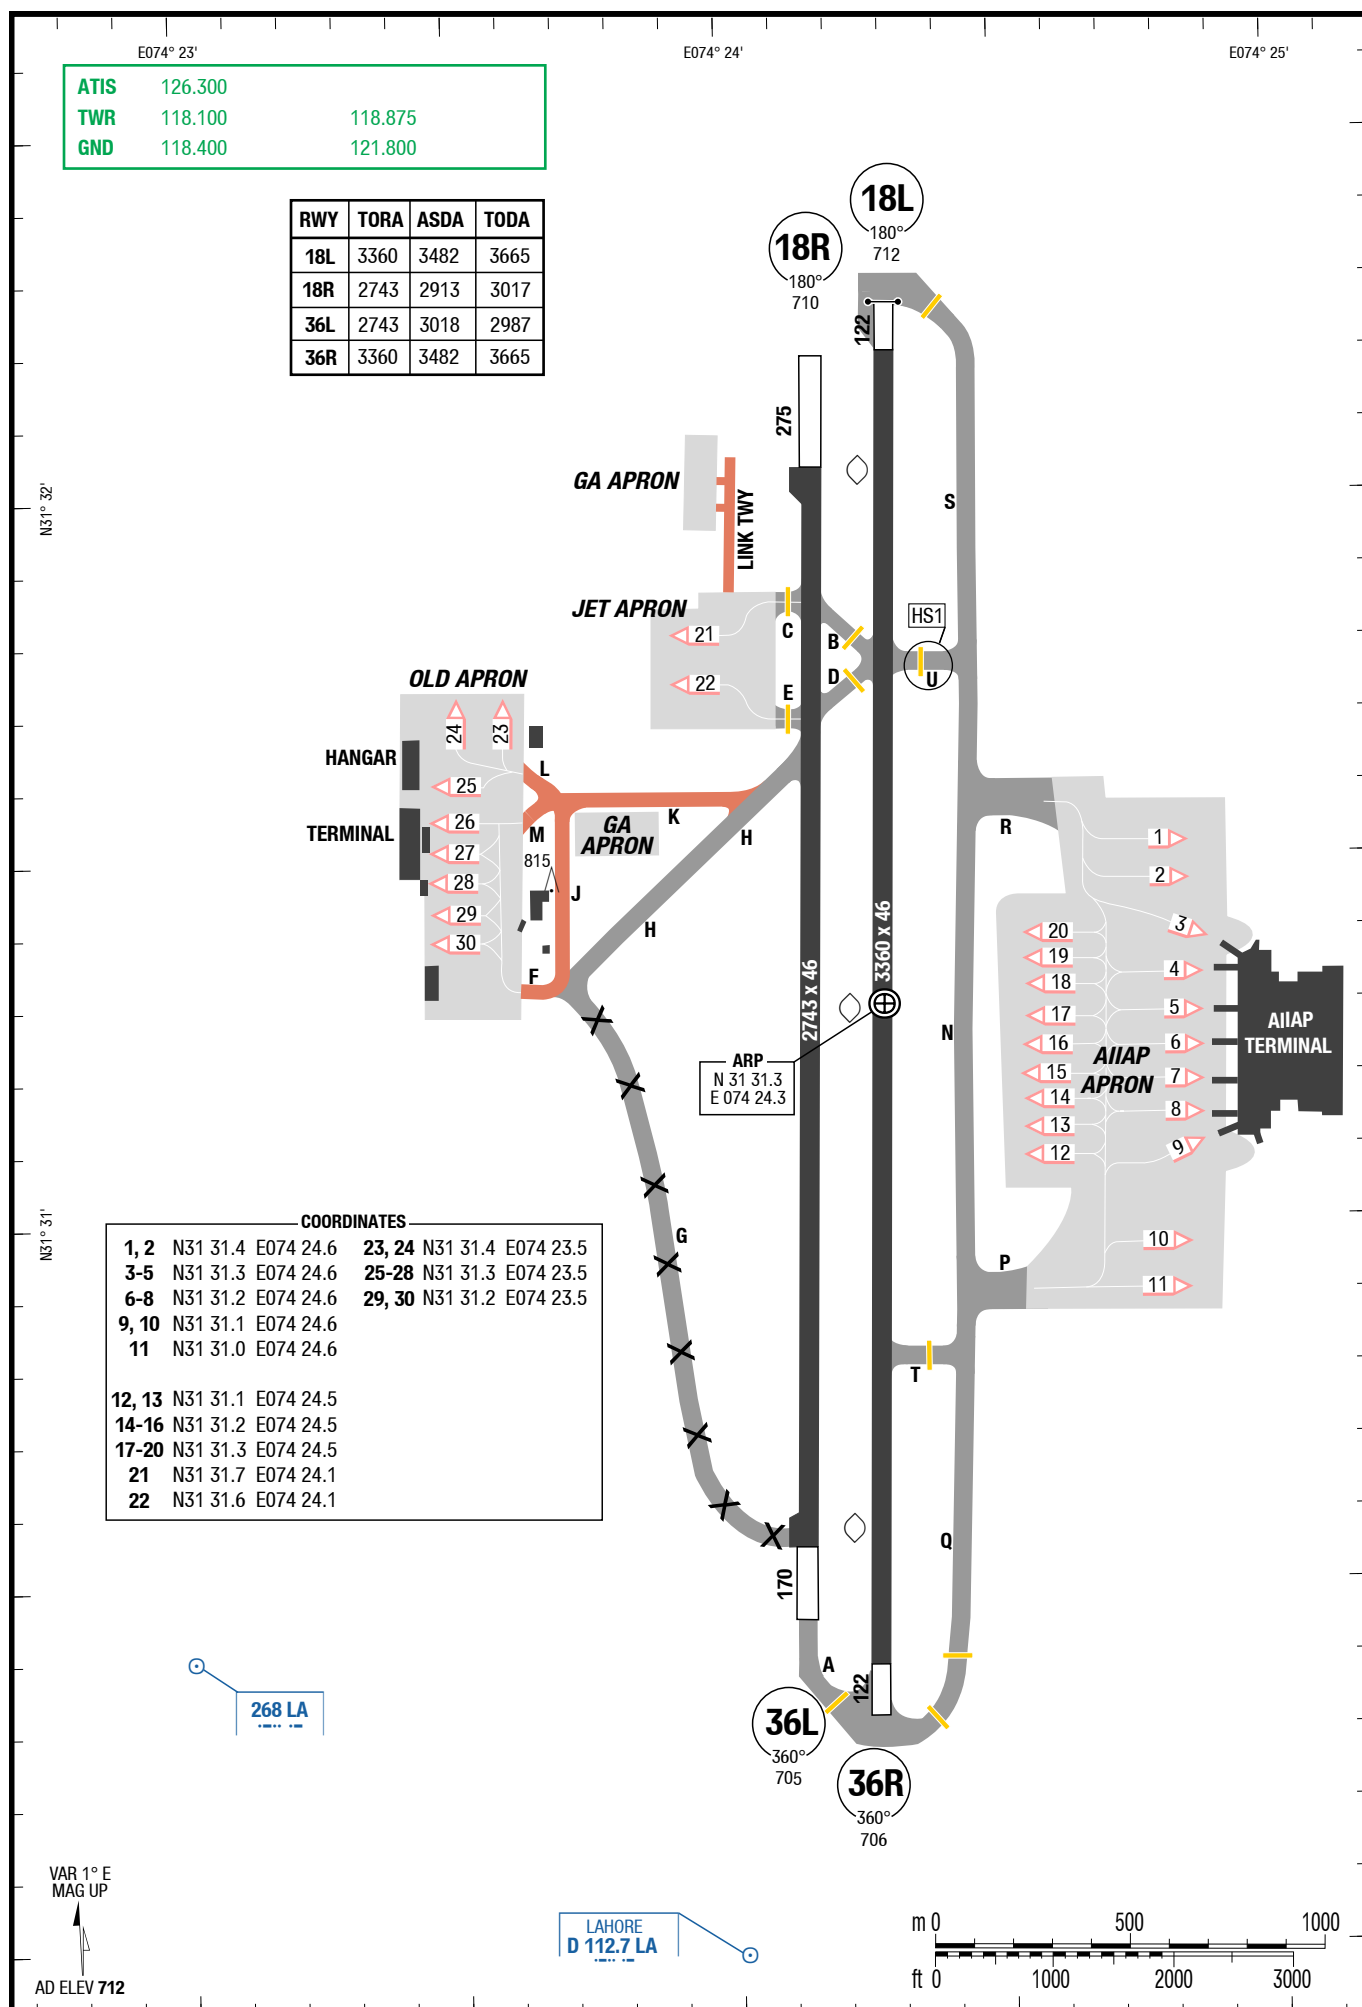 E074° 23'
E074° 24'
E074° 25'
ATIS 126.300
TWR 118.100 118.875
GND 118.400 121.800
RWY TORA ASDA TODA
18L 3360 3482 3665
18R 2743 2913 3017
36L 2743 3018 2987
36R 3360 3482 3665
18L
180°
712
18R
180°
710
122
275
N31° 32'
GA APRON
LINK TWY
S
JET APRON
HS1
21
C
B
22
E
D
U
OLD APRON
24
23
HANGAR
L
25
26
TERMINAL
M
K
GA
APRON
H
R
1
27
815
2
28
J
29
H
3360 x 46
20
3
30
19
4
F
18
2743 x 46
5
17
AIIAP
TERMINAL
N
16
6
AIIAP
APRON
ARP
N 31 31.3
E 074 24.3
15
7
14
8
13
12
9
N31° 31'
G
10
P
11
COORDINATES
1, 2 N31 31.4 E074 24.6 23, 24 N31 31.4 E074 23.5
3-5 N31 31.3 E074 24.6 25-28 N31 31.3 E074 23.5
6-8 N31 31.2 E074 24.6 29, 30 N31 31.2 E074 23.5
9, 10 N31 31.1 E074 24.6
11 N31 31.0 E074 24.6
12, 13 N31 31.1 E074 24.5
14-16 N31 31.2 E074 24.5
17-20 N31 31.3 E074 24.5
21 N31 31.7 E074 24.1
22 N31 31.6 E074 24.1
T
Q
170
A
122
268 LA
36L
360°
705
36R
360°
706
VAR 1° E
MAG UP
AD ELEV 712
LAHORE
D 112.7 LA
m 0 500 1000
ft 0 1000 2000 3000